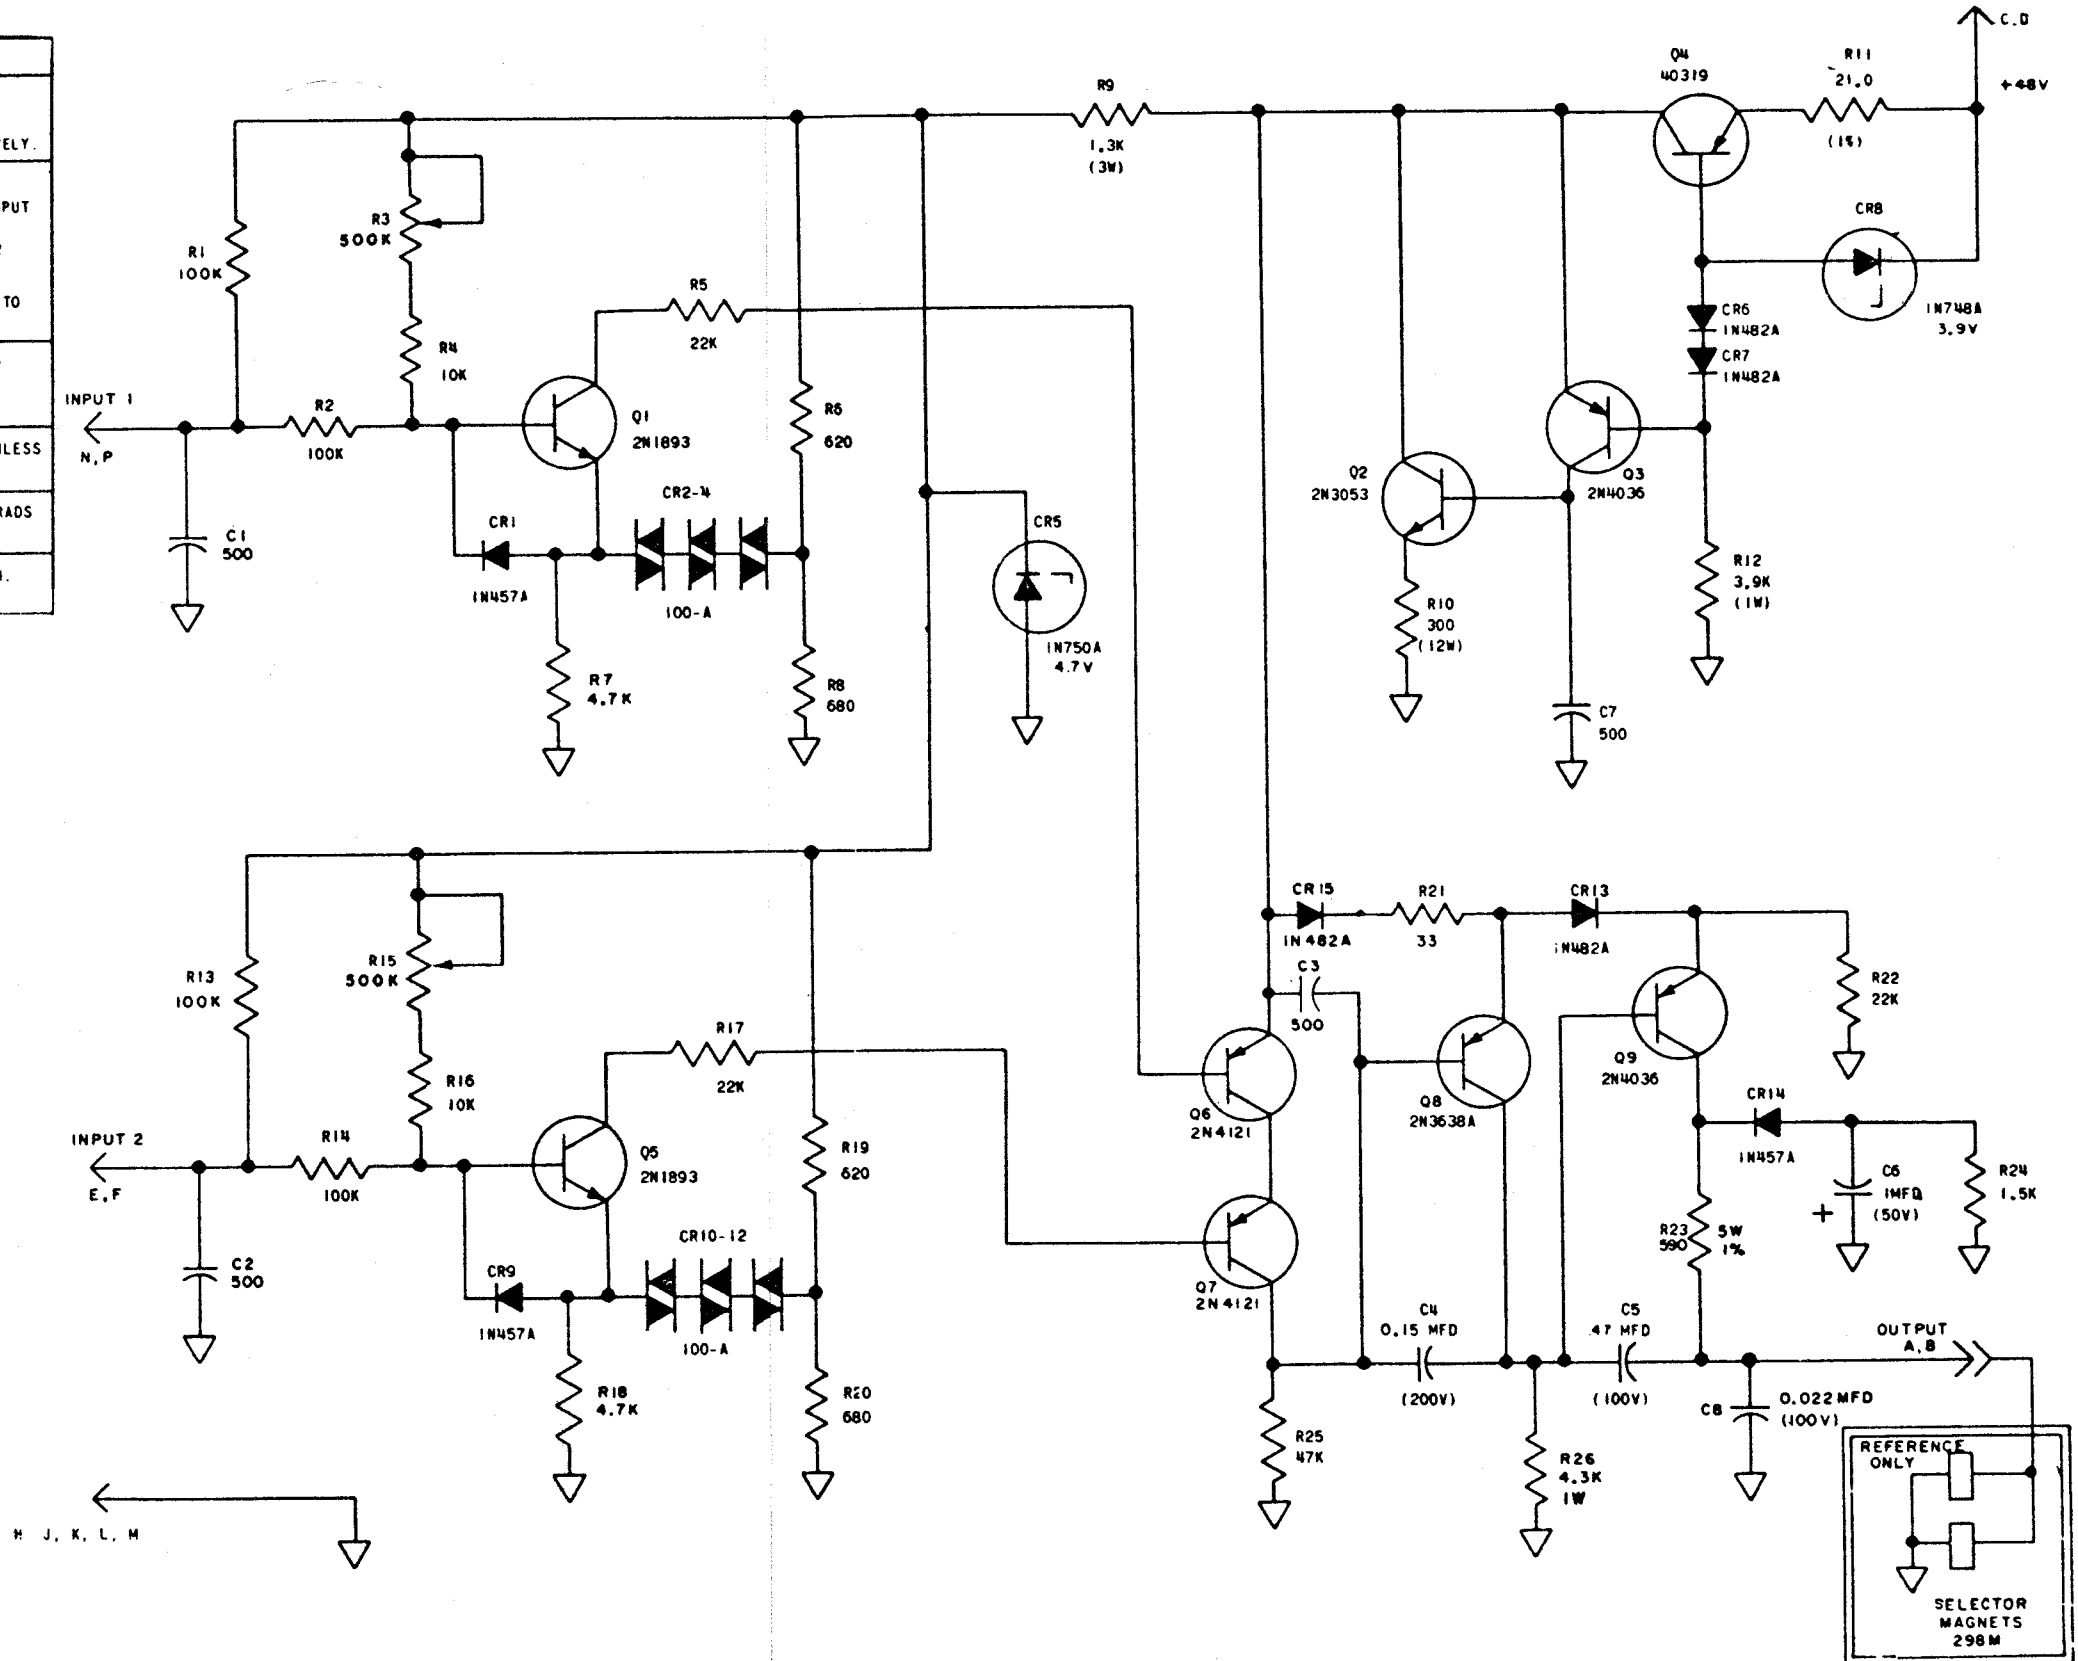 ELY.
PUT
TO
LESS
RADS
C.D
+48V
Q4
40319
R11
21.0
(1%)
R9
1.3K
(3W)
CR8
1N748A
3.9V
R3
500K
R1
100K
R4
10K
R5
22K
CR6
1N482A
CR7
1N482A
INPUT 1
N,P
R2
100K
Q1
2N1893
R6
620
Q2
2N3053
Q3
2N4036
CR2-4
100-A
CR1
1N457A
C1
500
CR5
1N750A
4.7V
R10
300
(12W)
R12
3.9K
(1W)
R7
4.7K
R8
680
C7
500
CR15
1N482A
R21
33
CR13
1N482A
C3
500
R13
100K
R15
500K
R22
22K
R17
22K
R16
10K
Q6
2N4121
Q8
2N3638A
Q9
2N4036
CR14
1N457A
INPUT 2
E,F
R14
100K
Q5
2N1893
R19
620
C6
1MFD
(50V)
+
R24
1.5K
R23
590
5W
1%
C2
500
CR10-12
100-A
CR9
1N457A
Q7
2N4121
C4
0.15 MFD
(200V)
C5
.47 MFD
(100V)
OUTPUT
A,B
R18
4.7K
R20
680
C8
0.022MFD
(100V)
R25
47K
R26
4.3K
1W
REFERENCE
ONLY
H J, K, L, M
SELECTOR
MAGNETS
298M